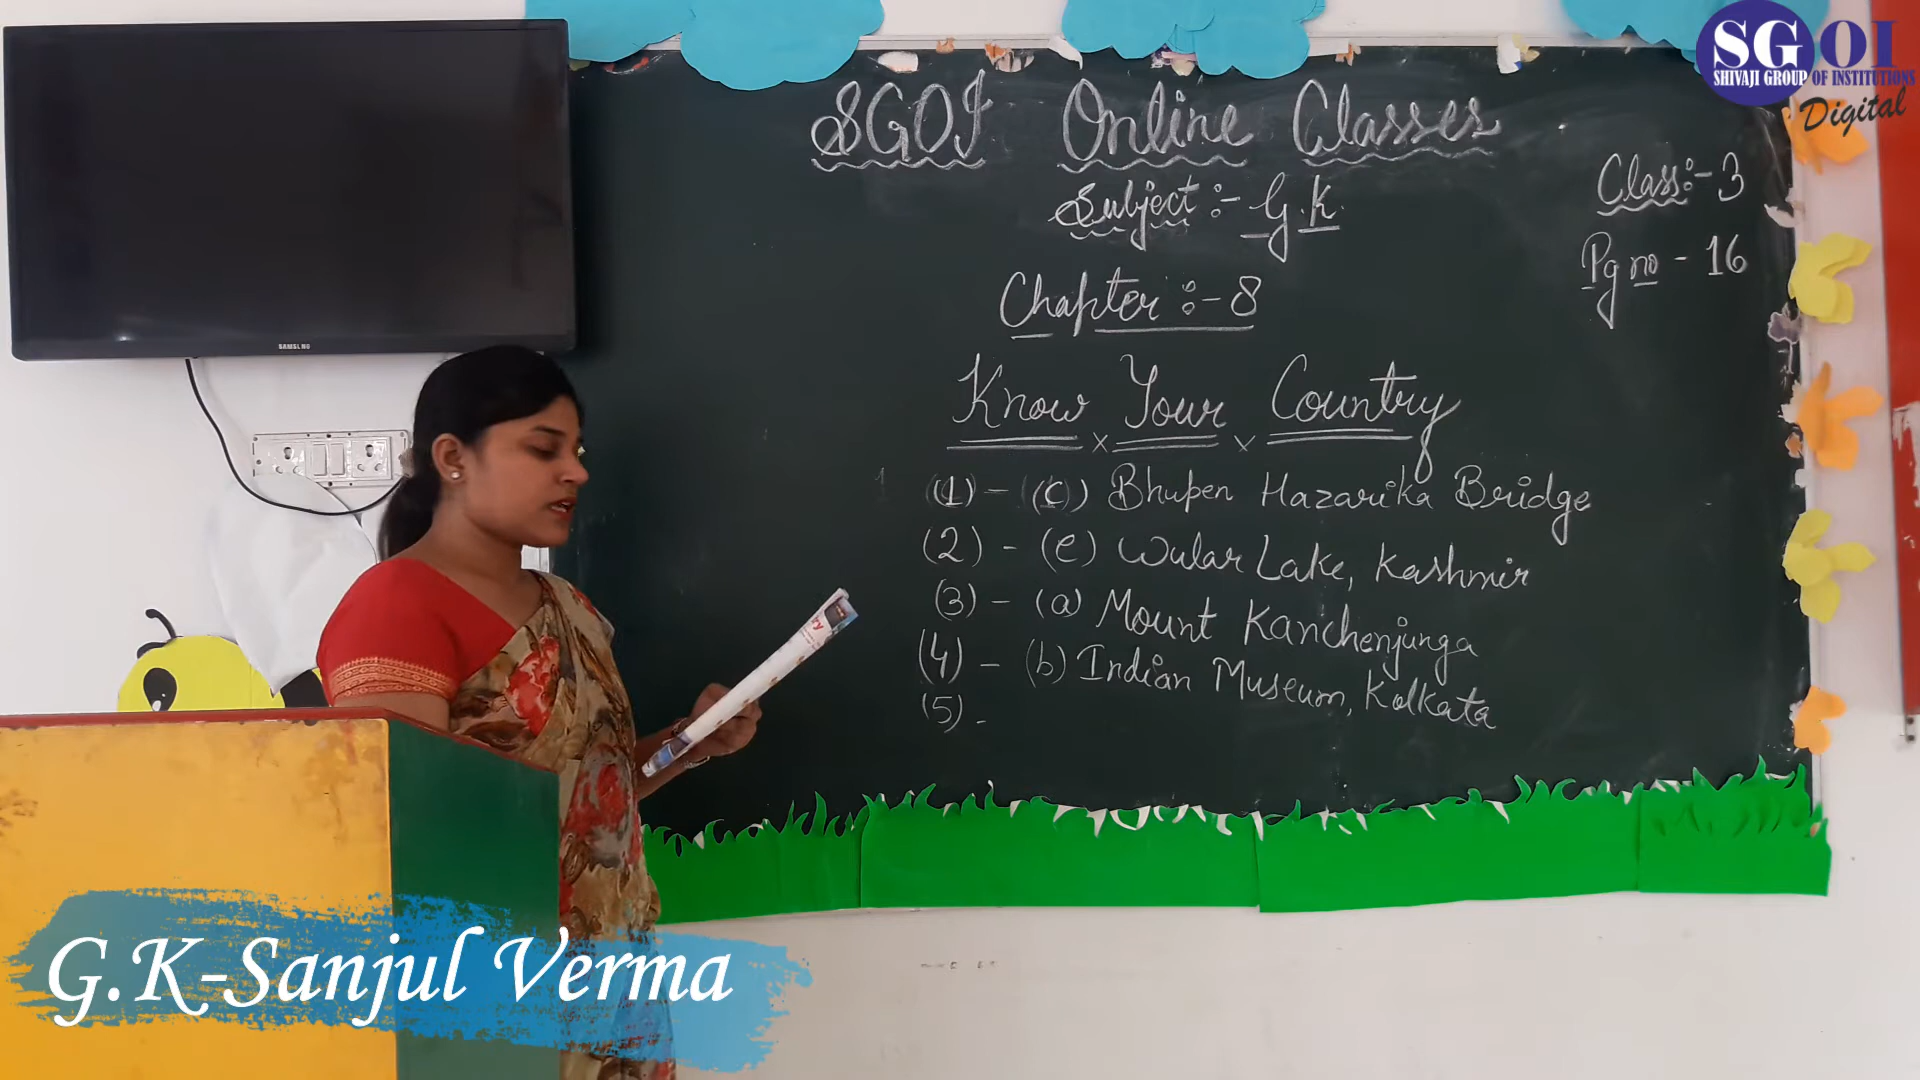 SAMSUNG
SGOI
SHIVAJI GROUP OF INSTITUTIONS
Digital
SGOI Online Classes
Subject :- G.K.
Class:- 3
Pg no - 16
Chapter :- 8
Know Your Country
(1) - (c) Bhupen Hazarika Bridge
(2) - (e) Wular Lake, Kashmir
(3) - (a) Mount Kanchenjunga
(4) - (b) Indian Museum, Kolkata
(5) -
G.K-Sanjul Verma